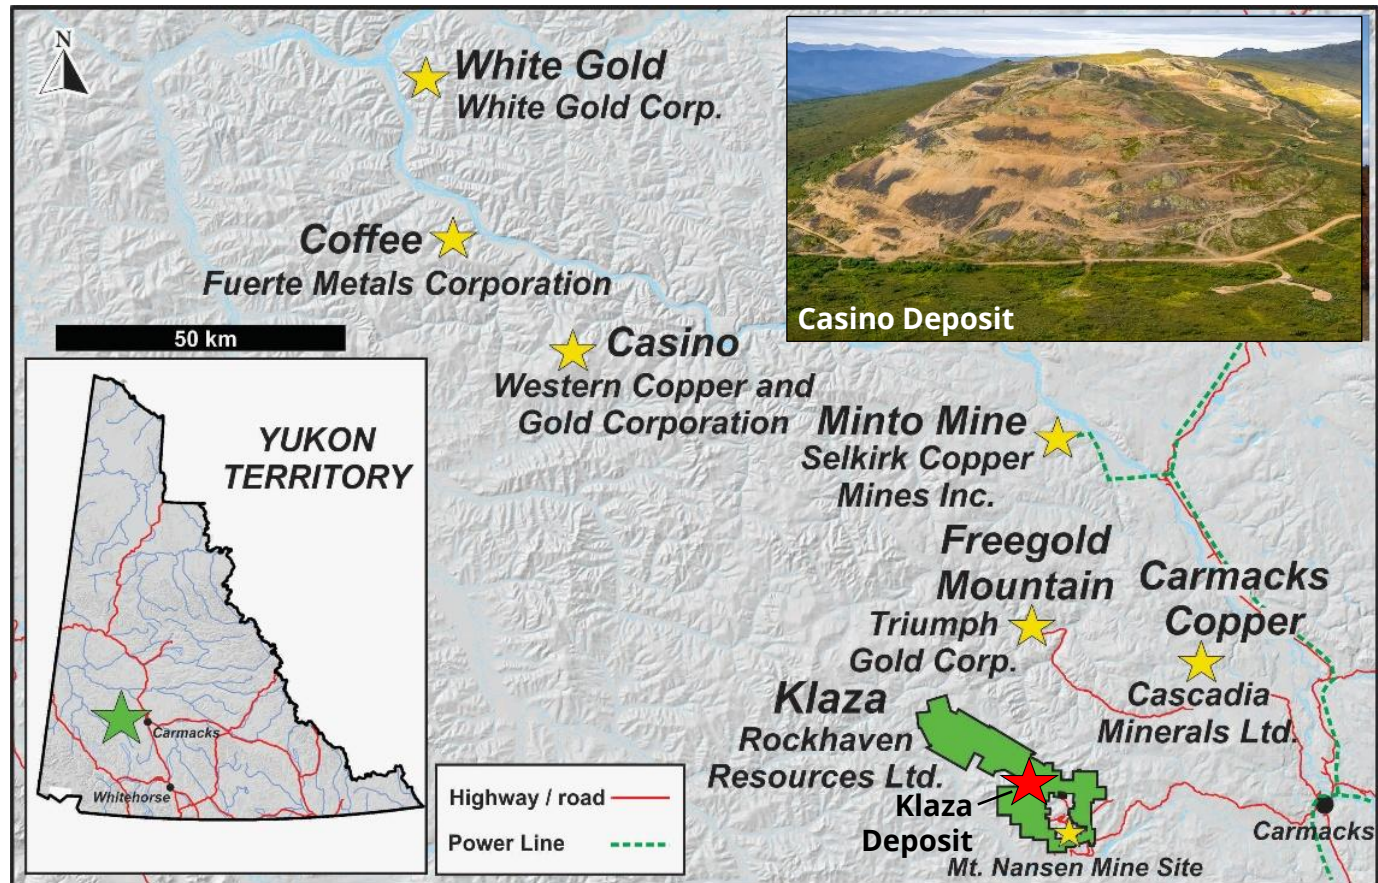 N
White Gold
White Gold Corp.
Coffee
Fuerte Metals Corporation
50 km
Casino
Western Copper and
Gold Corporation
Casino Deposit
Minto Mine
Selkirk Copper
Mines Inc.
Freegold
Mountain
Triumph
Gold Corp.
Carmacks
Copper
Cascadia
Minerals Ltd.
Klaza
Rockhaven
Resources Ltd.
Klaza
Deposit
Mt. Nansen Mine Site
Carmacks
YUKON
TERRITORY
Carmacks
Whitehorse
Highway / road
Power Line